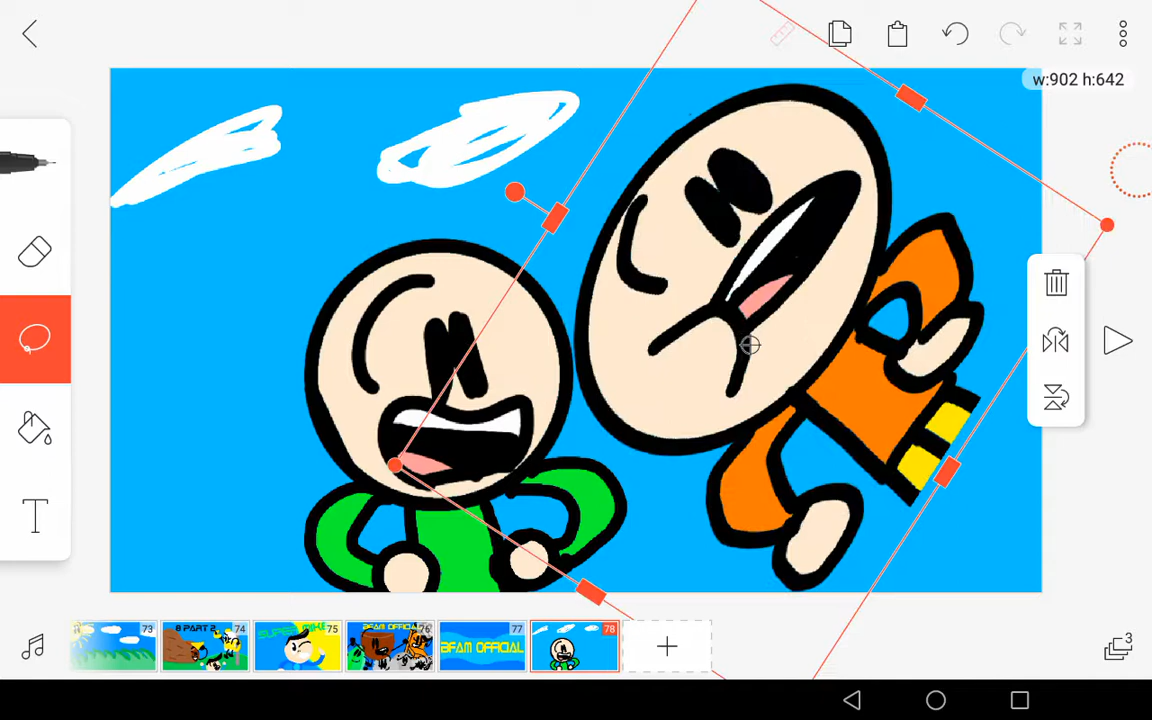 w:902 h:642
T
3
73
8 PART 2 74
SUPER MIKE 75
BFAM OFFICIAL 76
77
BFAM OFFICIAL
78